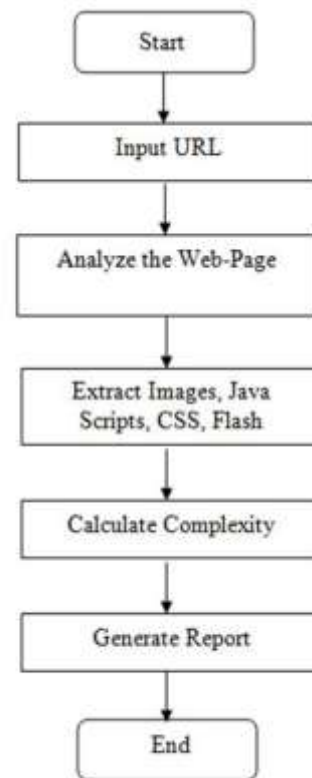 Start
Input URL
Analyze the Web-Page
Extract Images, Java
Scripts, CSS, Flash
Calculate Complexity
Generate Report
End